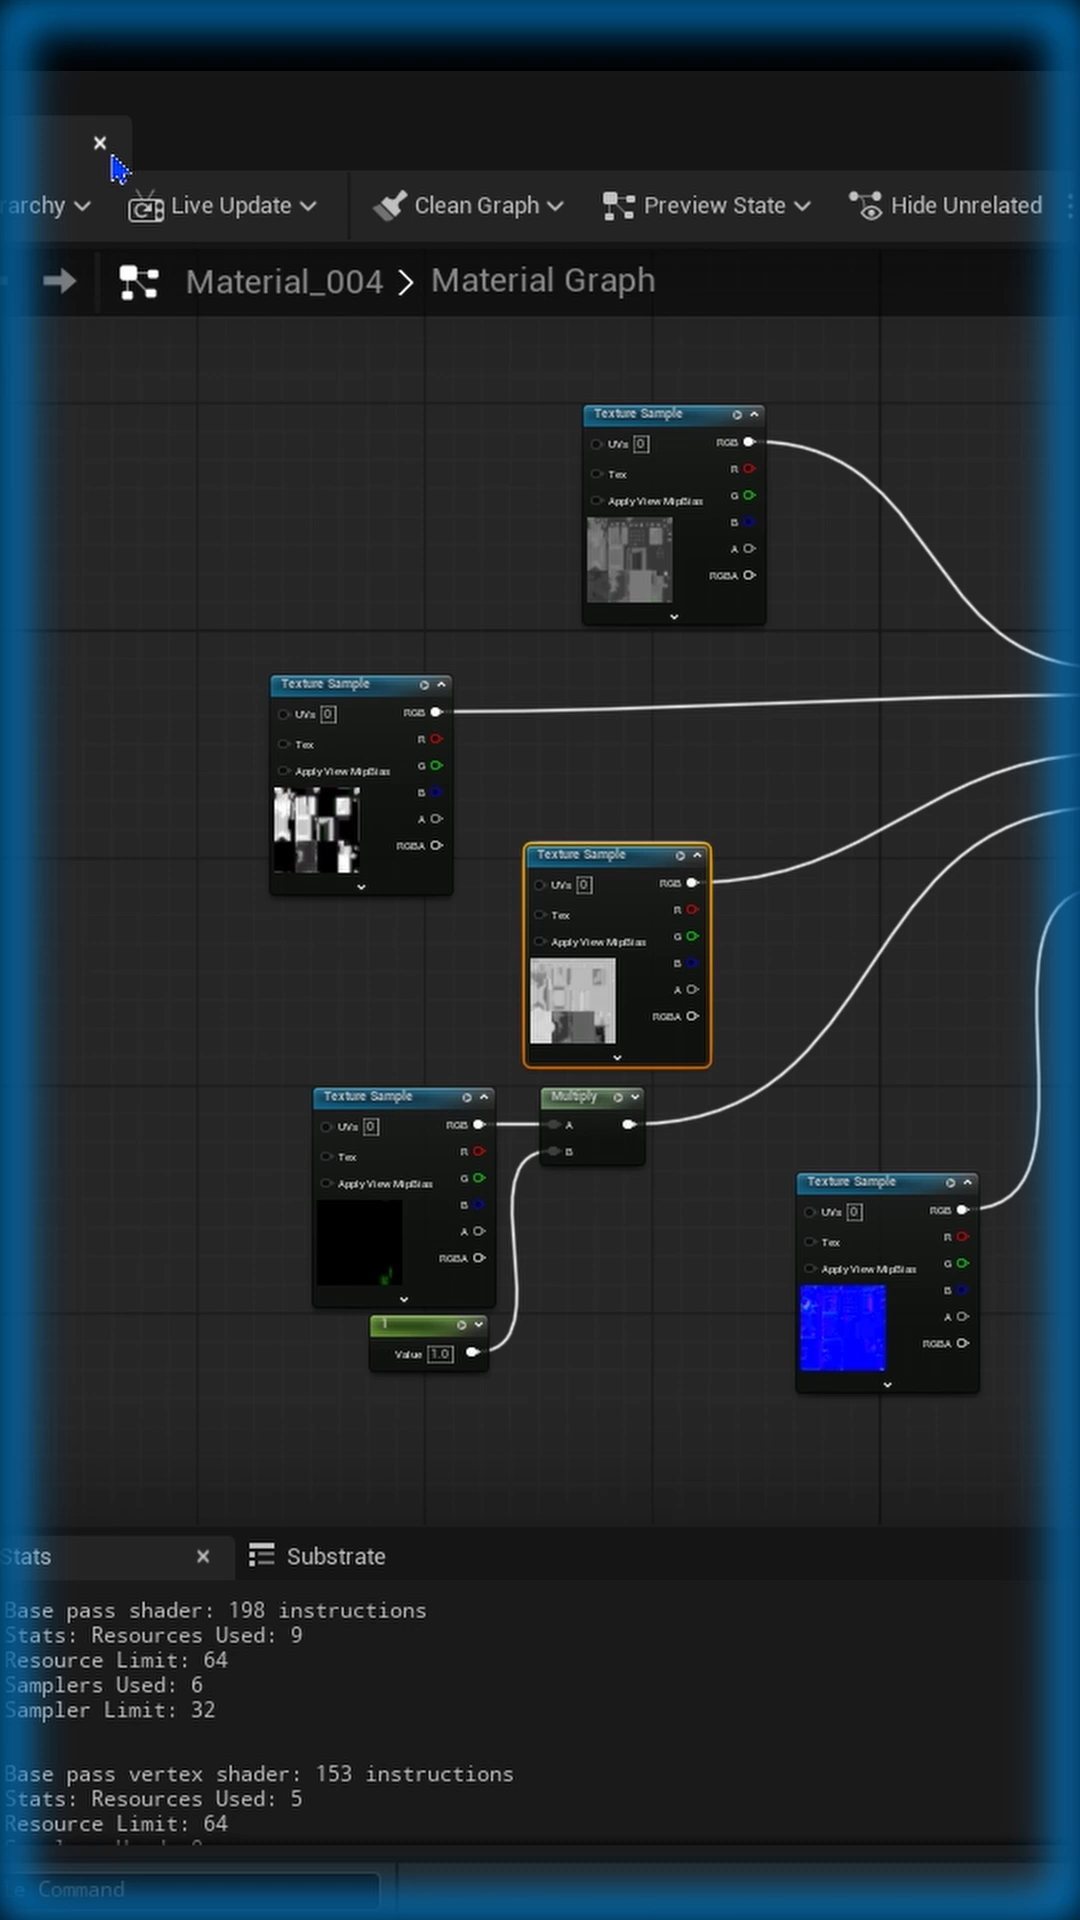 Live Update
Clean Graph
Preview State
Hide Unrelated
Material_004 > Material Graph
Texture Sample
UVs 0
RGB
R
Tex
G
Apply View MipBias
B
A
RGBA
Texture Sample
UVs 0
RGB
R
Tex
G
Apply View MipBias
B
A
RGBA
Texture Sample
UVs 0
RGB
R
Tex
G
Apply View MipBias
B
A
RGBA
Texture Sample
UVs 0
RGB
R
Tex
G
Apply View MipBias
B
A
RGBA
Multiply
A
B
1
Value 1.0
Texture Sample
UVs 0
RGB
R
Tex
G
Apply View MipBias
B
A
RGBA
Stats
Substrate
Base pass shader: 198 instructions
Stats: Resources Used: 9
Resource Limit: 64
Samplers Used: 6
Sampler Limit: 32
Base pass vertex shader: 153 instructions
Stats: Resources Used: 5
Resource Limit: 64
Command